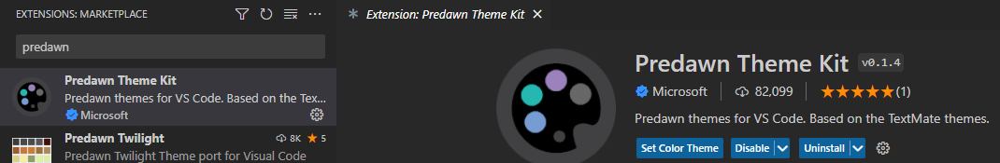 EXTENSIONS: MARKETPLACE
predawn
Predawn Theme Kit
Predawn themes for VS Code. Based on the Tex...
Microsoft
Predawn Twilight 8K 5
Predawn Twilight Theme port for Visual Code
Extension: Predawn Theme Kit
Predawn Theme Kit v0.1.4
Microsoft 82,099 (1)
Predawn themes for VS Code. Based on the TextMate themes.
Set Color Theme Disable Uninstall